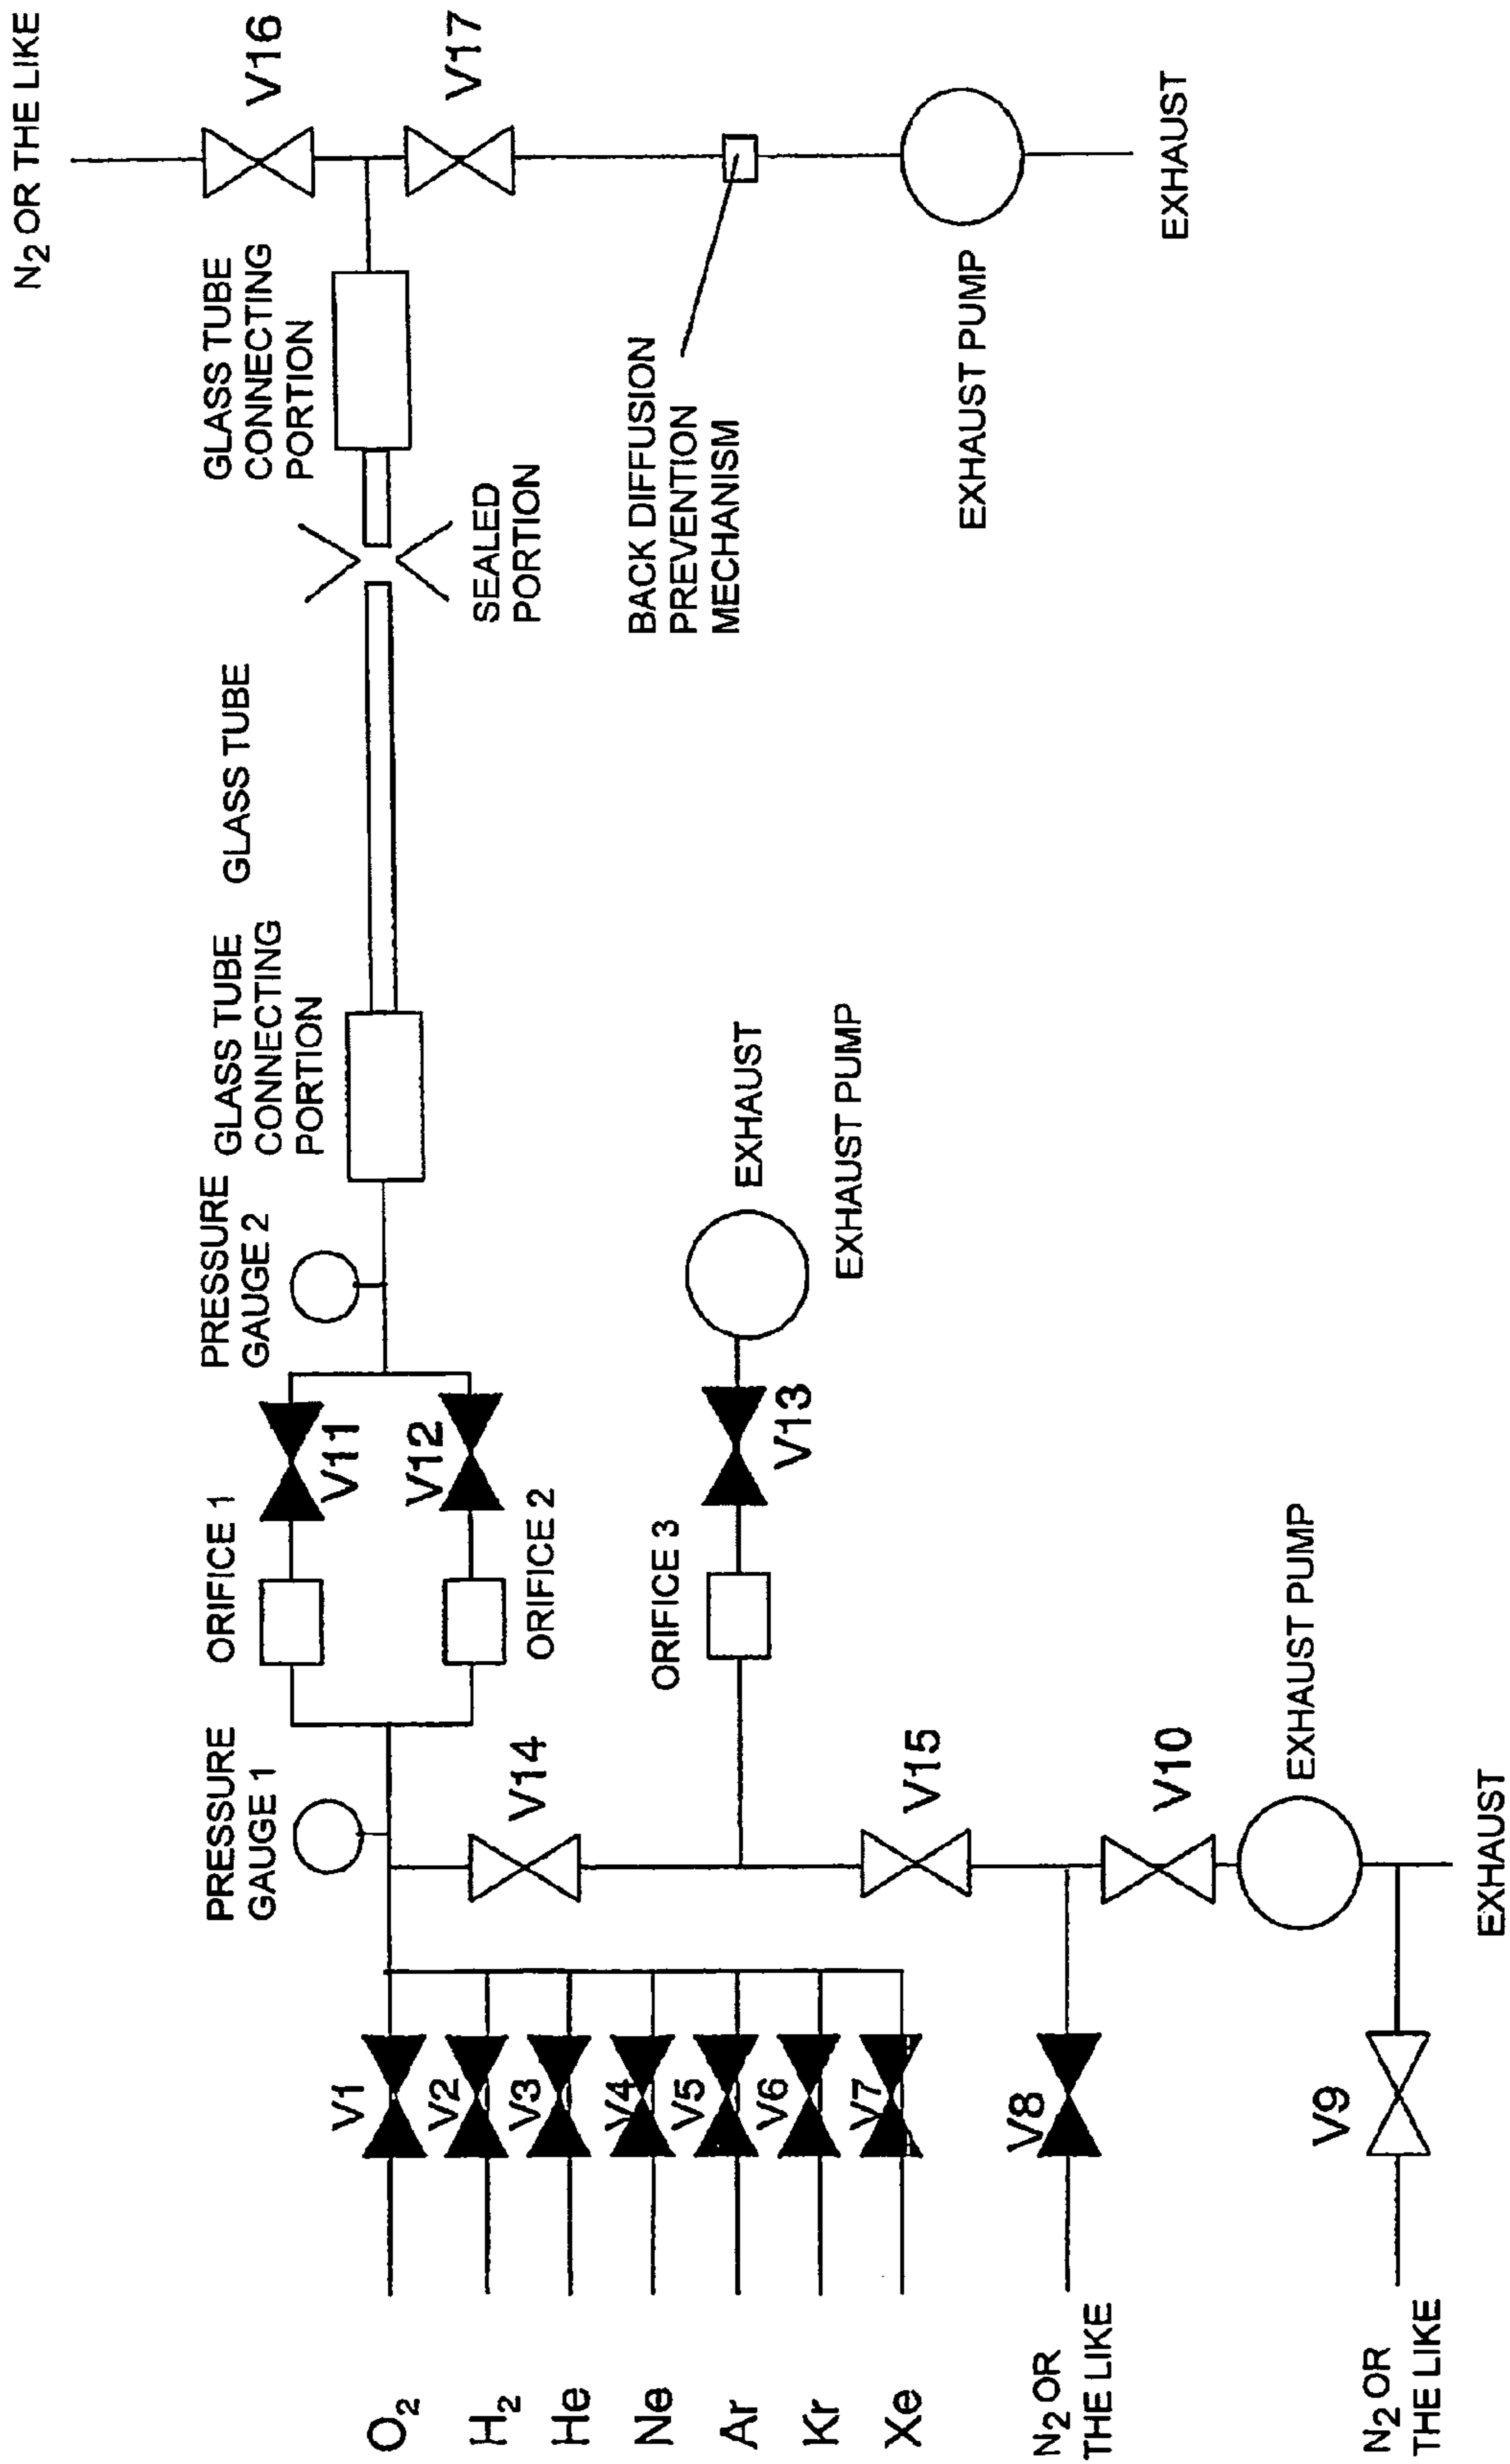 O2
H2
He
Ne
Ar
Kr
Xe
N2 OR
THE LIKE
N2 OR
THE LIKE
V1
V2
V3
V4
V5
V6
V7
V8
V9
PRESSURE
GAUGE 1
V14
V15
V10
EXHAUST PUMP
EXHAUST
ORIFICE 1
V11
V12
ORIFICE 2
ORIFICE 3
V13
EXHAUST
EXHAUST PUMP
PRESSURE
GAUGE 2
GLASS TUBE
CONNECTING
PORTION
GLASS TUBE
SEALED
PORTION
GLASS TUBE
CONNECTING
PORTION
BACK DIFFUSION
PREVENTION
MECHANISM
EXHAUST PUMP
EXHAUST
N2 OR THE LIKE
V16
V17